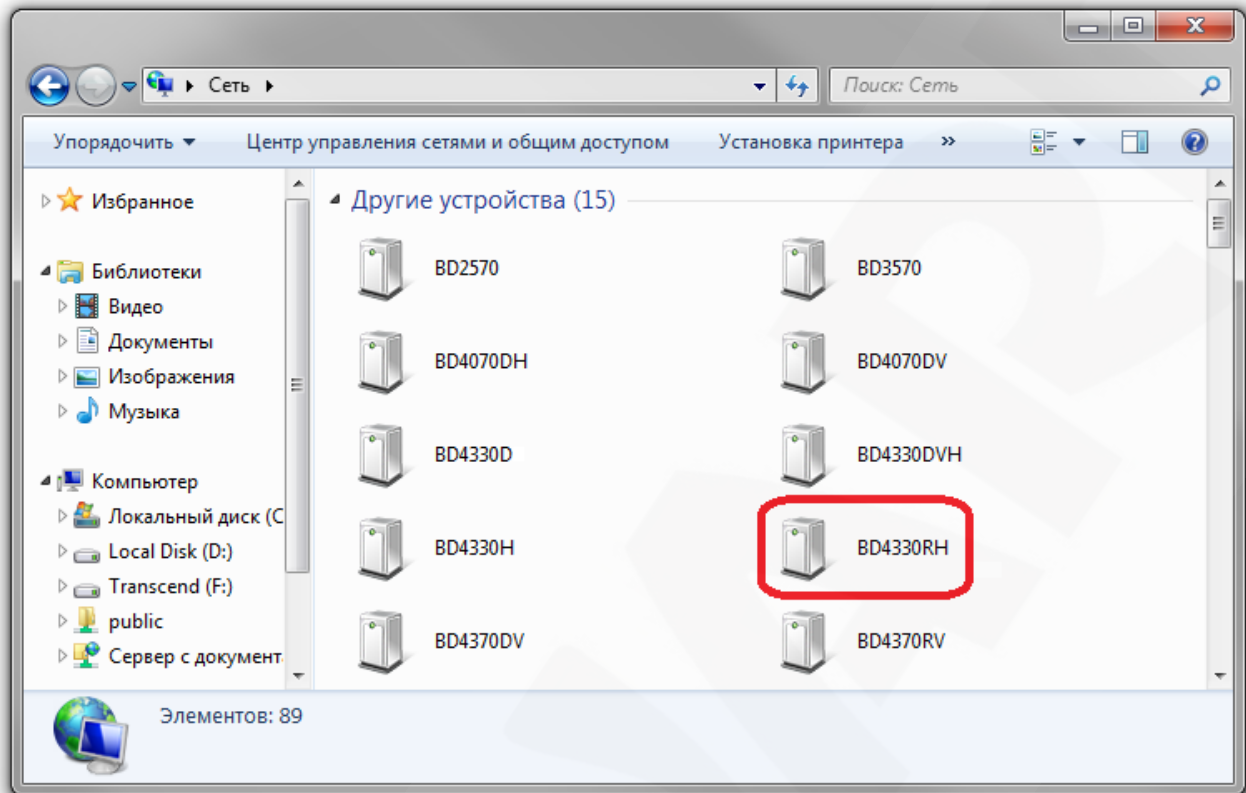 Сеть
Поиск: Сеть
Упорядочить Центр управления сетями и общим доступом Установка принтера »
Избранное
Библиотеки
Видео
Документы
Изображения
Музыка
Компьютер
Локальный диск (C
Local Disk (D:)
Transcend (F:)
public
Сервер с документ
Другие устройства (15)
BD2570 BD3570
BD4070DH BD4070DV
BD4330D BD4330DVH
BD4330H BD4330RH
BD4370DV BD4370RV
Элементов: 89